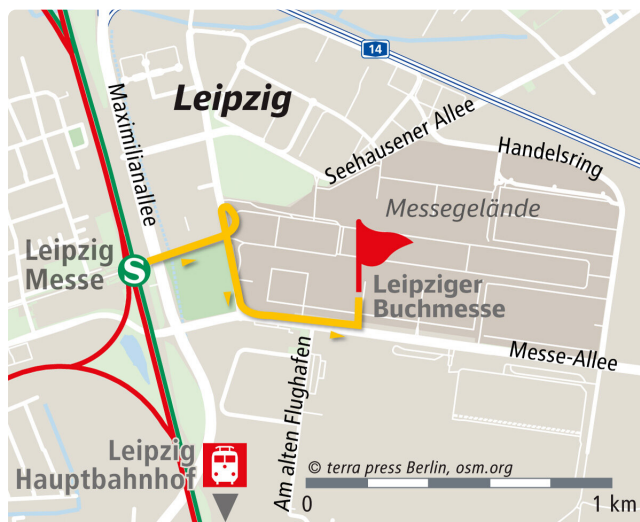 14
Leipzig
Maximilianallee
Seehausener Allee
Handelsring
Messegelände
Leipzig
Messe
S
Leipziger
Buchmesse
Messe-Allee
Am alten Flughafen
Leipzig
Hauptbahnhof
© terra press Berlin, osm.org
0
1 km